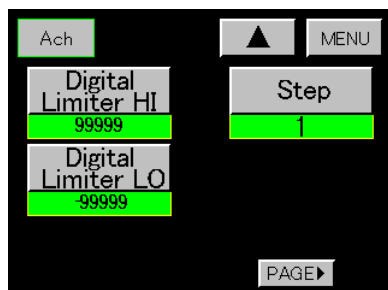 Ach
▲
MENU
Digital
Limiter HI
99999
Step
1
Digital
Limiter LO
-99999
PAGE▶